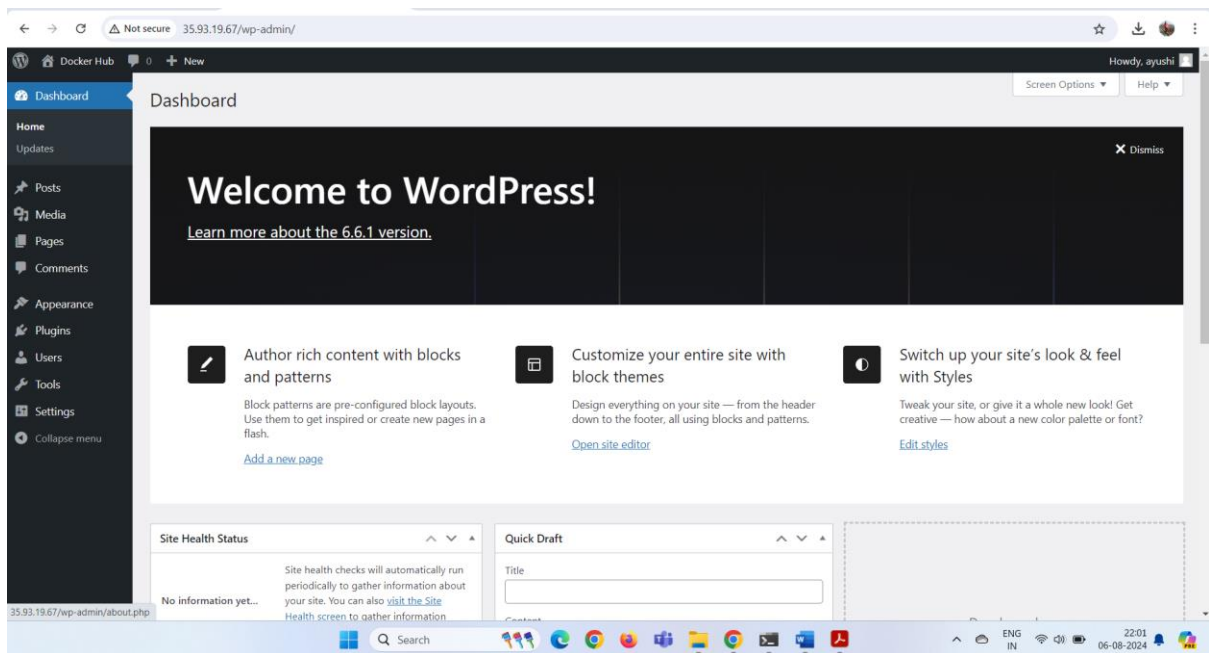 Not secure 35.93.19.67/wp-admin/
Docker Hub 0 + New Howdy, ayushi
Screen Options ▼ Help ▼
Dashboard
Home
Updates
Posts
Media
Pages
Comments
Appearance
Plugins
Users
Tools
Settings
Collapse menu
Dashboard
Dismiss
Welcome to WordPress!
Learn more about the 6.6.1 version.
Author rich content with blocks
and patterns
Block patterns are pre-configured block layouts.
Use them to get inspired or create new pages in a
flash.
Add a new page
Customize your entire site with
block themes
Design everything on your site — from the header
down to the footer, all using blocks and patterns.
Open site editor
Switch up your site's look & feel
with Styles
Tweak your site, or give it a whole new look! Get
creative — how about a new color palette or font?
Edit styles
Site Health Status
No information yet...
Site health checks will automatically run
periodically to gather information about
your site. You can also visit the Site
Health screen to gather information
Quick Draft
Title
35.93.19.67/wp-admin/about.php
Search
ENG
IN
22:01
06-08-2024